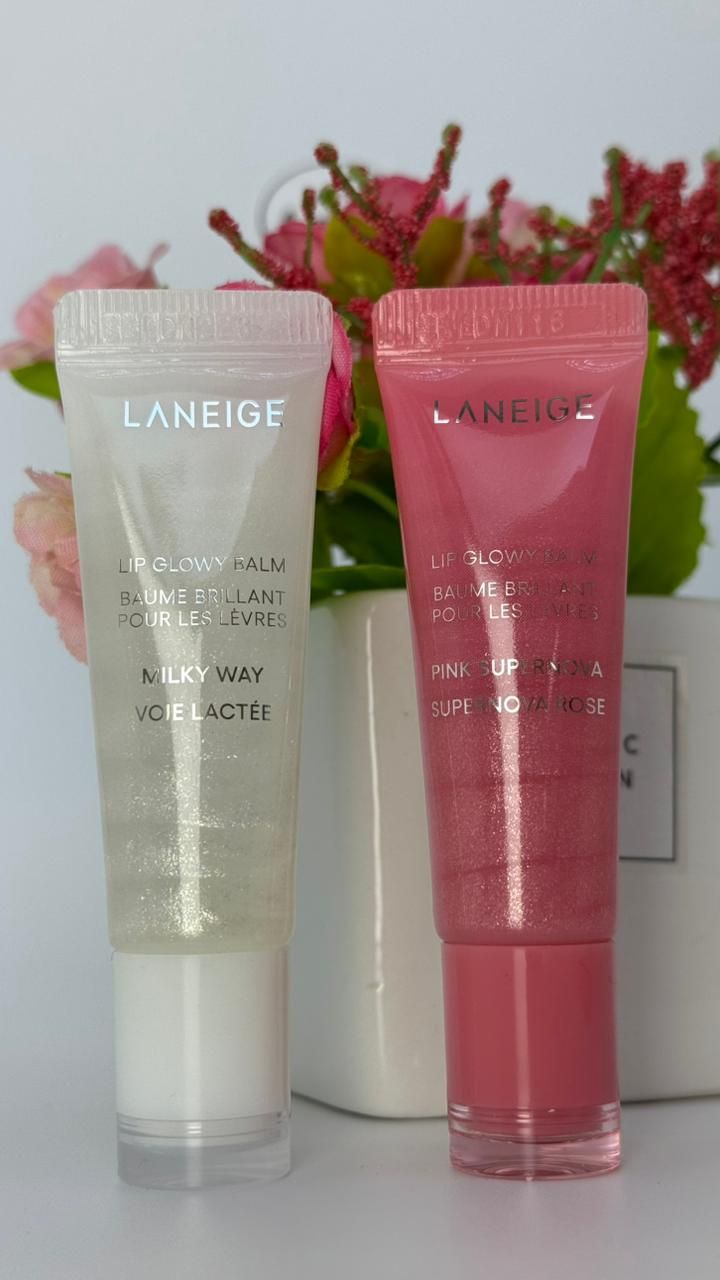 LANEIGE
LIP GLOWY BALM
BAUME BRILLANT
POUR LES LÈVRES
MILKY WAY
VOIE LACTÉE
LANEIGE
LIP GLOWY BALM
BAUME BRILLANT
POUR LES LÈVRES
PINK SUPERNOVA
SUPERNOVA ROSE